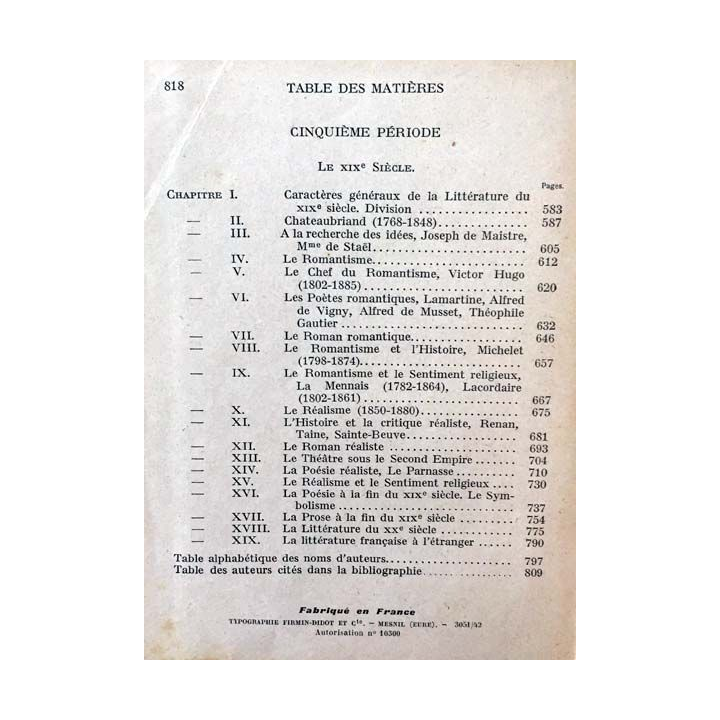 818 TABLE DES MATIÈRES
CINQUIÈME PÉRIODE
LE XIXe SIÈCLE.
Pages.
CHAPITRE I. Caractères généraux de la Littérature du
XIXe siècle. Division .................. 583
— II. Chateaubriand (1768-1848).............. 587
— III. A la recherche des idées, Joseph de Maistre,
Mme de Staël......................... 605
— IV. Le Romantisme........................ 612
— V. Le Chef du Romantisme, Victor Hugo
(1802-1885) .......................... 620
— VI. Les Poètes romantiques, Lamartine, Alfred
de Vigny, Alfred de Musset, Théophile
Gautier ............................. 632
— VII. Le Roman romantique.................. 646
— VIII. Le Romantisme et l'Histoire, Michelet
(1798-1874).......................... 657
— IX. Le Romantisme et le Sentiment religieux,
La Mennais (1782-1864), Lacordaire
(1802-1861) .......................... 667
— X. Le Réalisme (1850-1880)................ 675
— XI. L'Histoire et la critique réaliste, Renan,
Taine, Sainte-Beuve................... 681
— XII. Le Roman réaliste ..................... 693
— XIII. Le Théâtre sous le Second Empire ....... 704
— XIV. La Poésie réaliste, Le Parnasse .......... 710
— XV. Le Réalisme et le Sentiment religieux .... 730
— XVI. La Poésie à la fin du XIXe siècle. Le Sym-
bolisme ............................. 737
— XVII. La Prose à la fin du XIXe siècle ......... 754
— XVIII. La Littérature du XXe siècle ............ 775
— XIX. La littérature française à l'étranger ...... 790
Table alphabétique des noms d'auteurs....................... 797
Table des auteurs cités dans la bibliographie................. 809
Fabriqué en France
TYPOGRAPHIE FIRMIN-DIDOT ET Cie. — MESNIL (EURE). — 3051/42
Autorisation no 10300